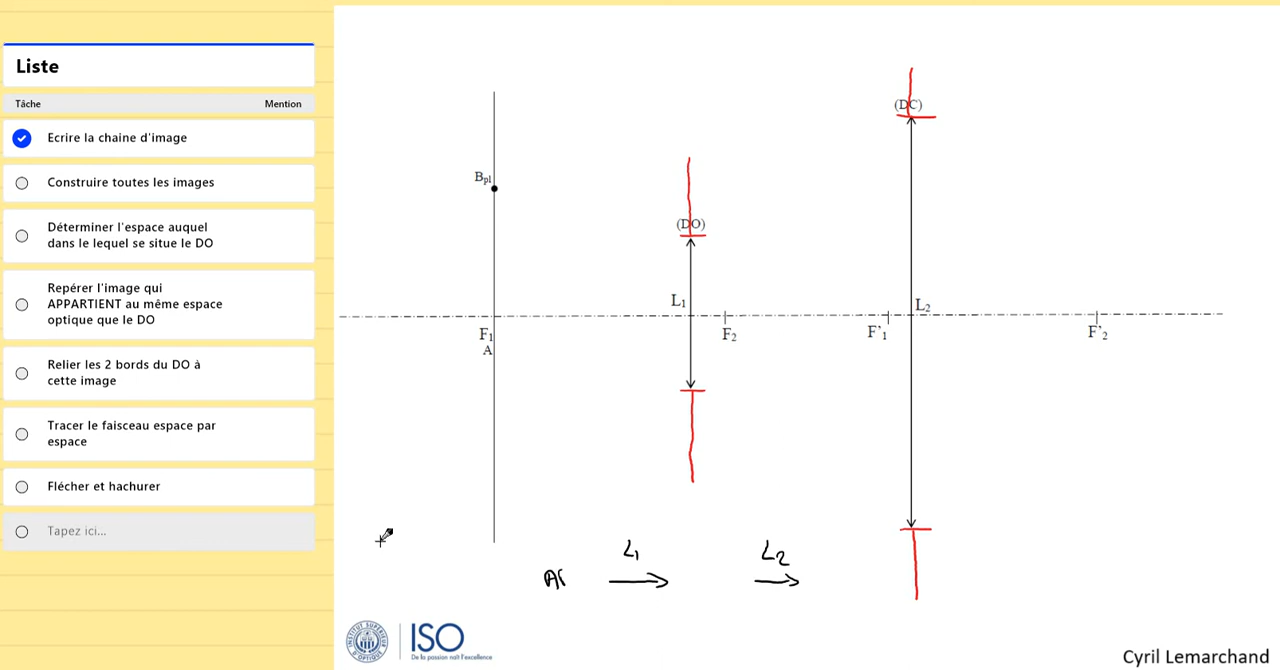 Liste
Tâche Mention
Ecrire la chaine d'image
Construire toutes les images
Déterminer l'espace auquel
dans le lequel se situe le DO
Repérer l'image qui
APPARTIENT au même espace
optique que le DO
Relier les 2 bords du DO à
cette image
Tracer le faisceau espace par
espace
Flécher et hachurer
Tapez ici...
(DC)
Bpl
(DO)
L1
L2
F1
F2
F'1
F'2
A
L1
L2
INSTITUT SUPÉRIEUR
D'OPTIQUE
ISO
De la passion naît l'excellence
Cyril Lemarchand